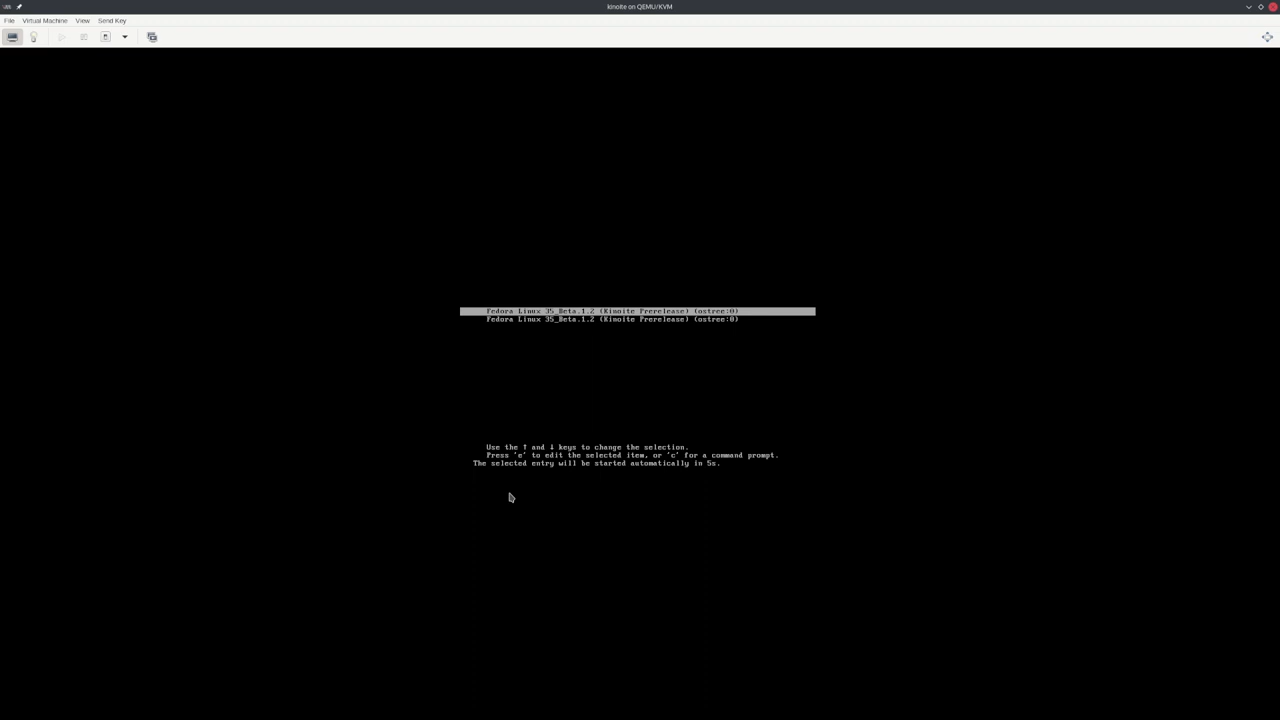 kinoite on QEMU/KVM
File Virtual Machine View Send Key
Fedora Linux 35_Beta.1.2 (Kinoite Prerelease) (ostree:0)
Fedora Linux 35_Beta.1.2 (Kinoite Prerelease) (ostree:0)
Use the ↑ and ↓ keys to change the selection.
Press 'e' to edit the selected item, or 'c' for a command prompt.
The selected entry will be started automatically in 5s.